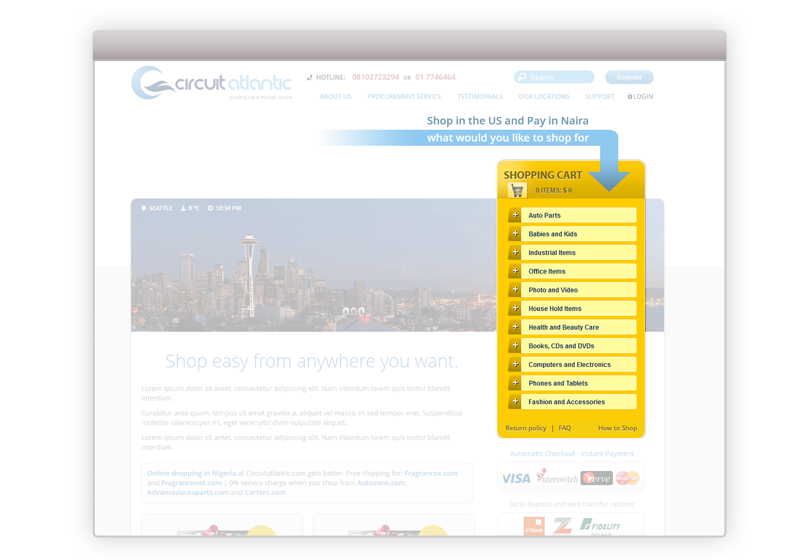 circuit atlantic
creating value through service
HOTLINE: 08102723294 OR 01 7746464
Search
Register
ABOUT US PROCUREMENT SERVICE TESTIMONIALS OUR LOCATIONS SUPPORT LOGIN
Shop in the US and Pay in Naira
what would you like to shop for
SHOPPING CART
0 ITEMS: $ 0
SEATTLE 8 °C 10:34 PM
Auto Parts
Babies and Kids
Industrial Items
Office Items
Photo and Video
House Hold Items
Health and Beauty Care
Books, CDs and DVDs
Computers and Electronics
Phones and Tablets
Fashion and Accessories
Return policy | FAQ How to Shop
Shop easy from anywhere you want.
Lorem ipsum dolor sit amet, consectetur adipiscing elit. Nam interdum lorem quis tortor blandit
interdum.
Curabitur ante quam, tempus sit amet gravida a, aliquet vel massa. In sed tempor erat. Suspendisse
molestie ullamcorper mi, eget venenatis diam vulputate aliquet.
Lorem ipsum dolor sit amet, consectetur adipiscing elit. Nam interdum lorem quis tortor blandit
interdum.
Online shopping in Nigeria at Circuitatlantic.com gets better. Free shipping for: Fragrancex.com
and Fragrancenet.com | 0% service charge when you shop from Autozone.com,
Advancedautoparts.com and Carters.com
Automatic Checkout - Instant Payment
VISA Interswitch Verve MasterCard
Bank deposit and wire transfer options
GTBank FIDELITY